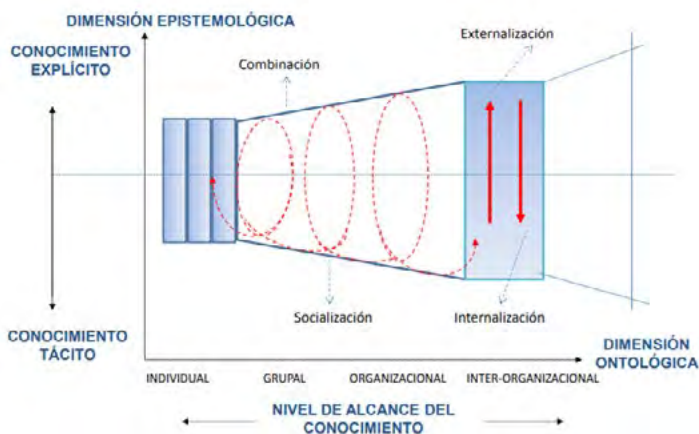 DIMENSIÓN EPISTEMOLÓGICA
CONOCIMIENTO
EXPLÍCITO
Combinación
Externalización
Socialización
Internalización
CONOCIMIENTO
TÁCITO
DIMENSIÓN
ONTOLÓGICA
INDIVIDUAL
GRUPAL
ORGANIZACIONAL
INTER-ORGANIZACIONAL
NIVEL DE ALCANCE DEL
CONOCIMIENTO